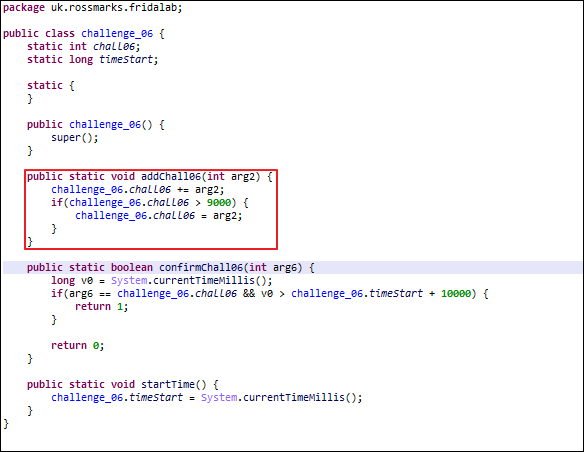 package uk.rossmarks.fridalab;
public class challenge_06 {
static int chall06;
static long timeStart;
static {
}
public challenge_06() {
super();
}
public static void addChall06(int arg2) {
challenge_06.chall06 += arg2;
if(challenge_06.chall06 > 9000) {
challenge_06.chall06 = arg2;
}
}
public static boolean confirmChall06(int arg6) {
long v0 = System.currentTimeMillis();
if(arg6 == challenge_06.chall06 && v0 > challenge_06.timeStart + 10000) {
return 1;
}
return 0;
}
public static void startTime() {
challenge_06.timeStart = System.currentTimeMillis();
}
}